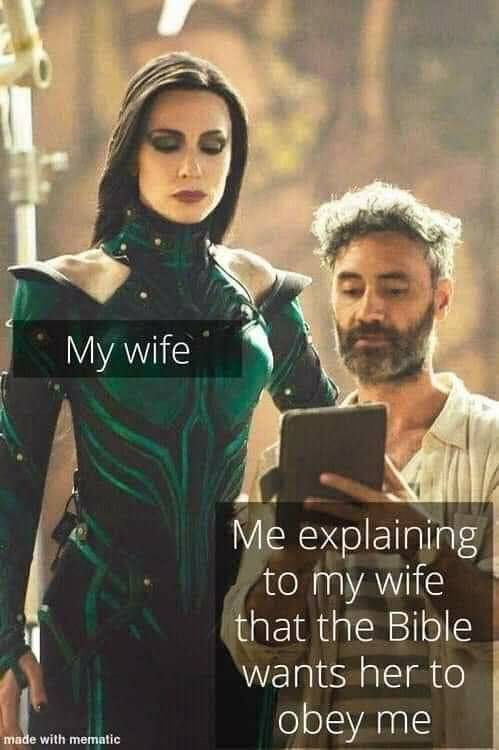 My wife
Me explaining
to my wife
that the Bible
wants her to
obey me
made with mematic